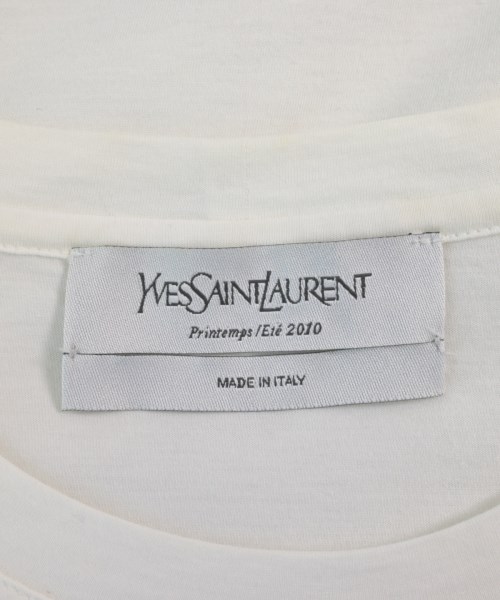 YVESSAINTLAURENT
Printemps/Eté 2010
MADE IN ITALY